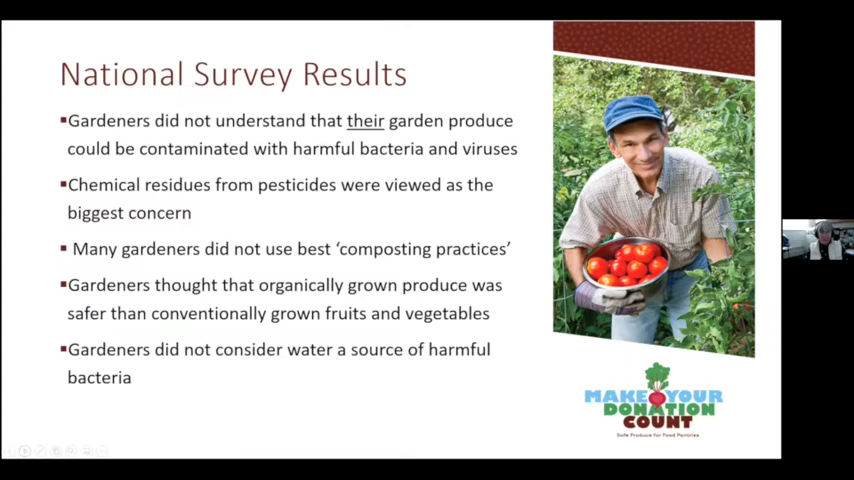 National Survey Results
▪Gardeners did not understand that their garden produce
could be contaminated with harmful bacteria and viruses
▪Chemical residues from pesticides were viewed as the
biggest concern
▪ Many gardeners did not use best ‘composting practices’
▪Gardeners thought that organically grown produce was
safer than conventionally grown fruits and vegetables
▪Gardeners did not consider water a source of harmful
bacteria
MAKE YOUR
DONATION
COUNT
Safe Produce For Food Pantries